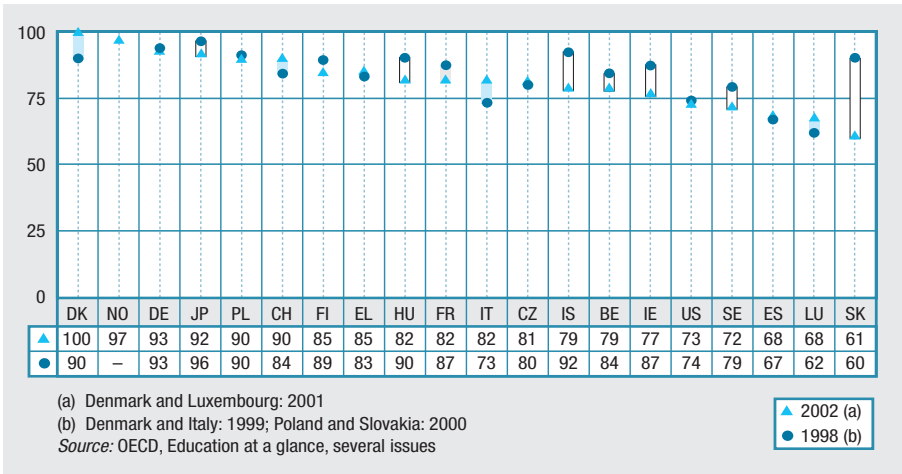 100
75
50
25
0
DK NO DE JP PL CH FI EL HU FR IT CZ IS BE IE US SE ES LU SK
▲ 100 97 93 92 90 90 85 85 82 82 82 81 79 79 77 73 72 68 68 61
● 90 – 93 96 90 84 89 83 90 87 73 80 92 84 87 74 79 67 62 60
(a) Denmark and Luxembourg: 2001
(b) Denmark and Italy: 1999; Poland and Slovakia: 2000
Source: OECD, Education at a glance, several issues
▲ 2002 (a)
● 1998 (b)